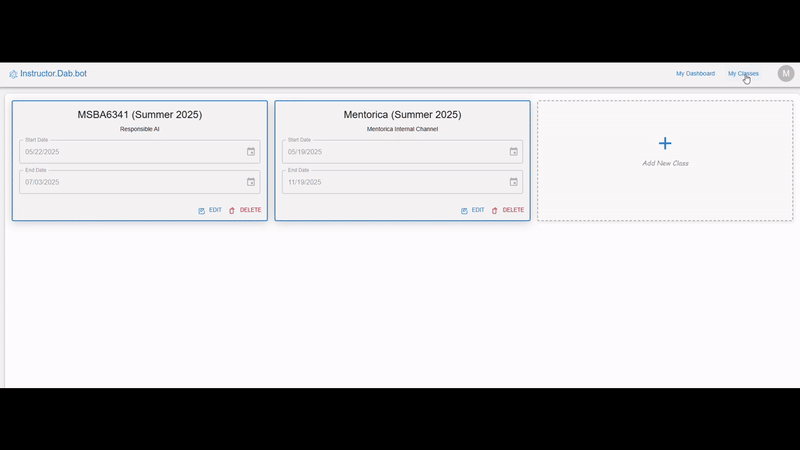 Instructor.Dab.bot
My Dashboard
My Classes
M
MSBA6341 (Summer 2025)
Responsible AI
Start Date
05/22/2025
End Date
07/03/2025
EDIT
DELETE
Mentorica (Summer 2025)
Mentorica Internal Channel
Start Date
05/19/2025
End Date
11/19/2025
EDIT
DELETE
Add New Class